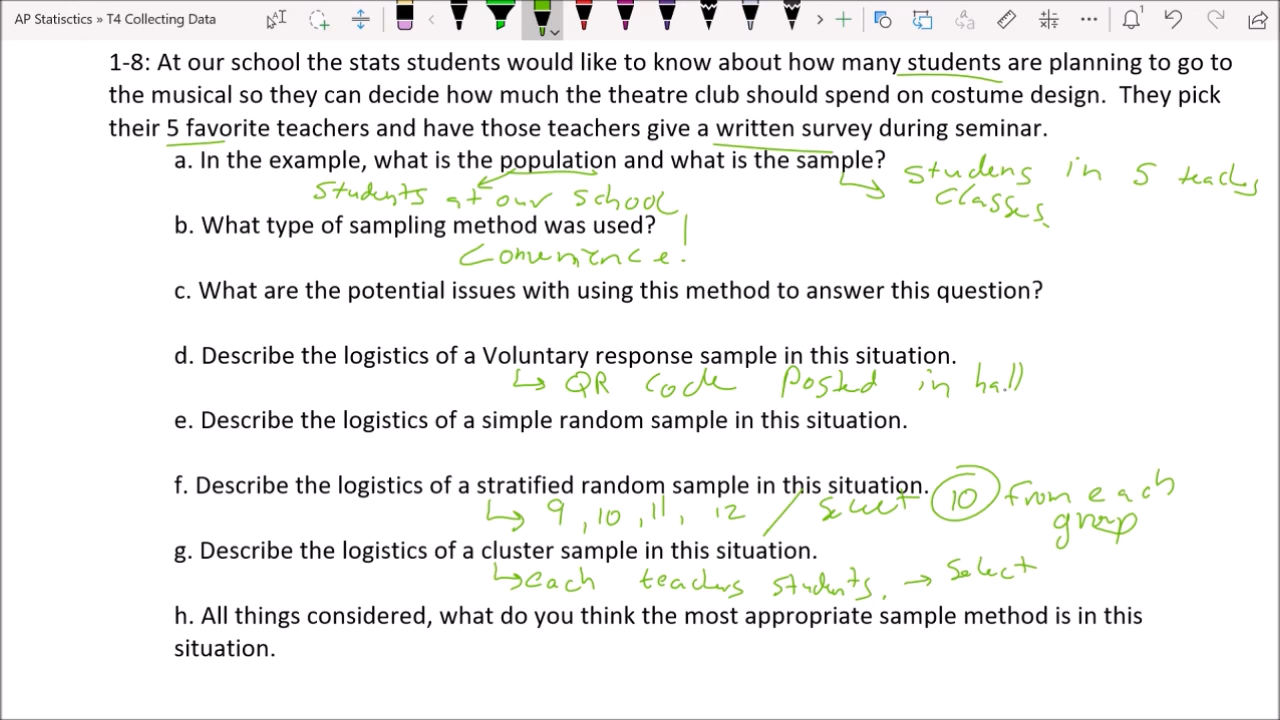 AP Statistics » T4 Collecting Data
1-8: At our school the stats students would like to know about how many students are planning to go to
the musical so they can decide how much the theatre club should spend on costume design. They pick
their 5 favorite teachers and have those teachers give a written survey during seminar.
a. In the example, what is the population and what is the sample?
Studens in 5 teaches
Classes
Students at our school
b. What type of sampling method was used?
Convenience!
c. What are the potential issues with using this method to answer this question?
d. Describe the logistics of a Voluntary response sample in this situation.
QR code Posted in hall
e. Describe the logistics of a simple random sample in this situation.
f. Describe the logistics of a stratified random sample in this situation.
9, 10, 11, 12 / Select 10 from each
group
g. Describe the logistics of a cluster sample in this situation.
each teachers students. → Select
h. All things considered, what do you think the most appropriate sample method is in this
situation.